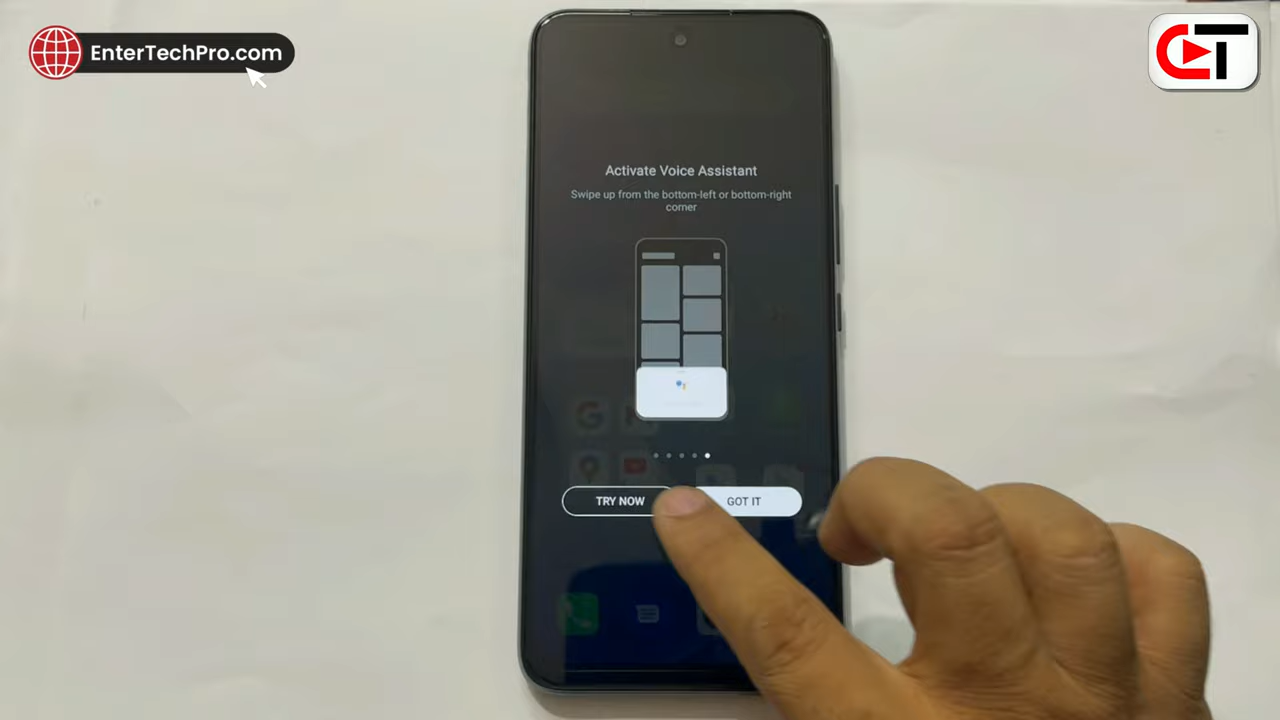 EnterTechPro.com
CT
Activate Voice Assistant
Swipe up from the bottom-left or bottom-right
corner
TRY NOW
GOT IT